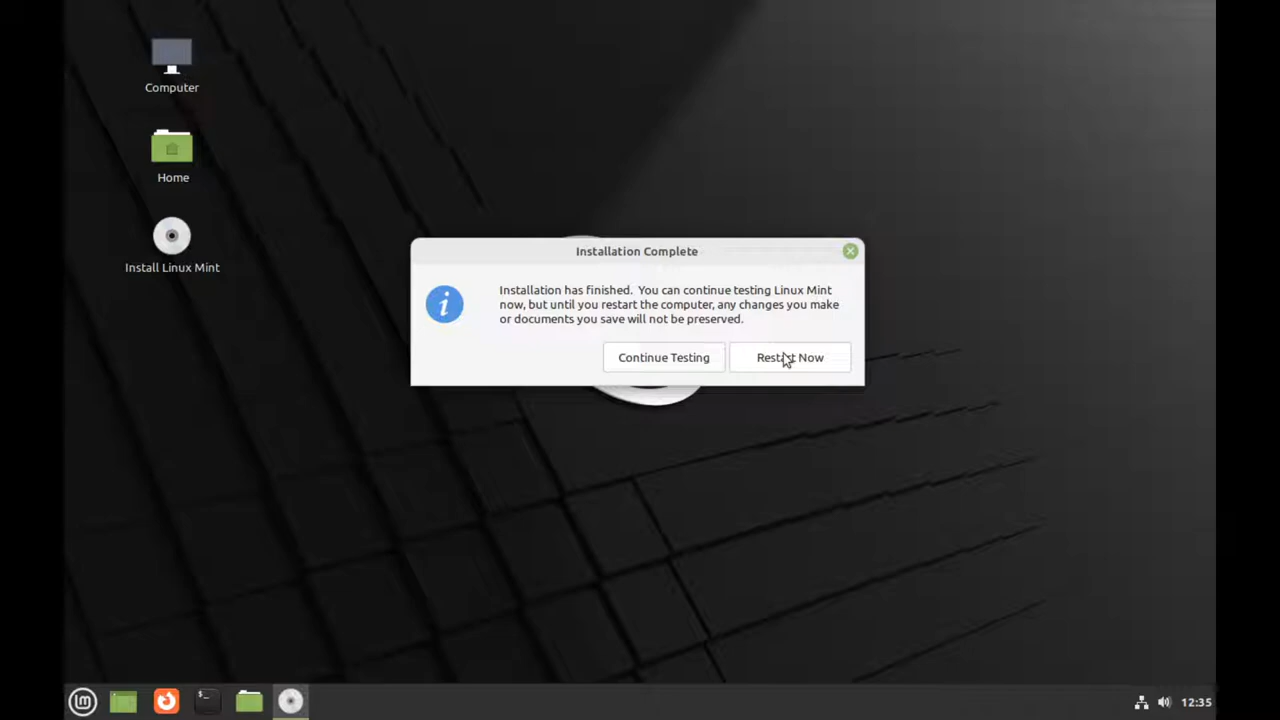 Computer
Home
Install Linux Mint
Installation Complete
Installation has finished. You can continue testing Linux Mint
now, but until you restart the computer, any changes you make
or documents you save will not be preserved.
Continue Testing
Restart Now
$_
12:35